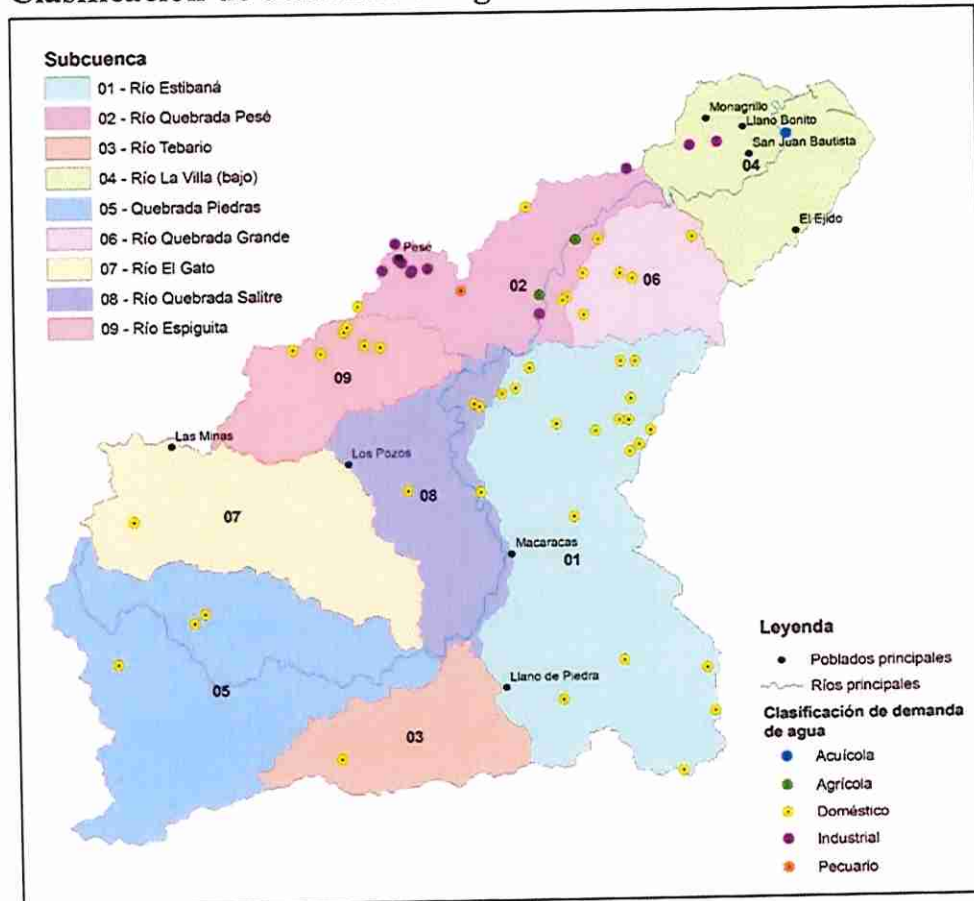 Subcuenca
01 - Río Estibaná
02 - Río Quebrada Pesé
03 - Río Tebario
04 - Río La Villa (bajo)
05 - Quebrada Piedras
06 - Río Quebrada Grande
07 - Río El Gato
08 - Río Quebrada Salitre
09 - Río Espiguita
Monagrillo
Llano Bonito
San Juan Bautista
04
El Ejido
Pesé
02
06
09
Las Minas
Los Pozos
08
07
Macaracas
01
Llano de Piedra
05
03
Leyenda
Poblados principales
Ríos principales
Clasificación de demanda
de agua
Acuícola
Agrícola
Doméstico
Industrial
Pecuario